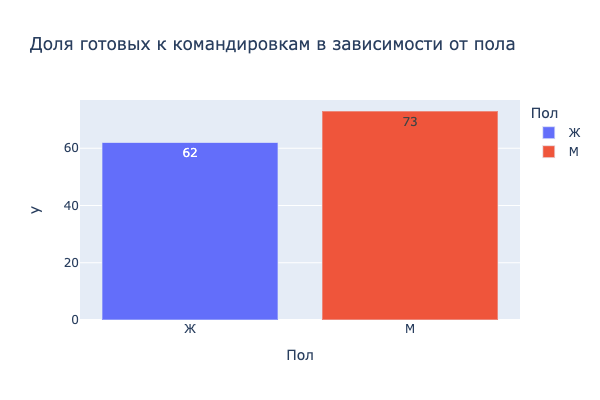 Доля готовых к командировкам в зависимости от пола
Пол
Ж
М
73
62
60
40
20
0
y
Ж
М
Пол